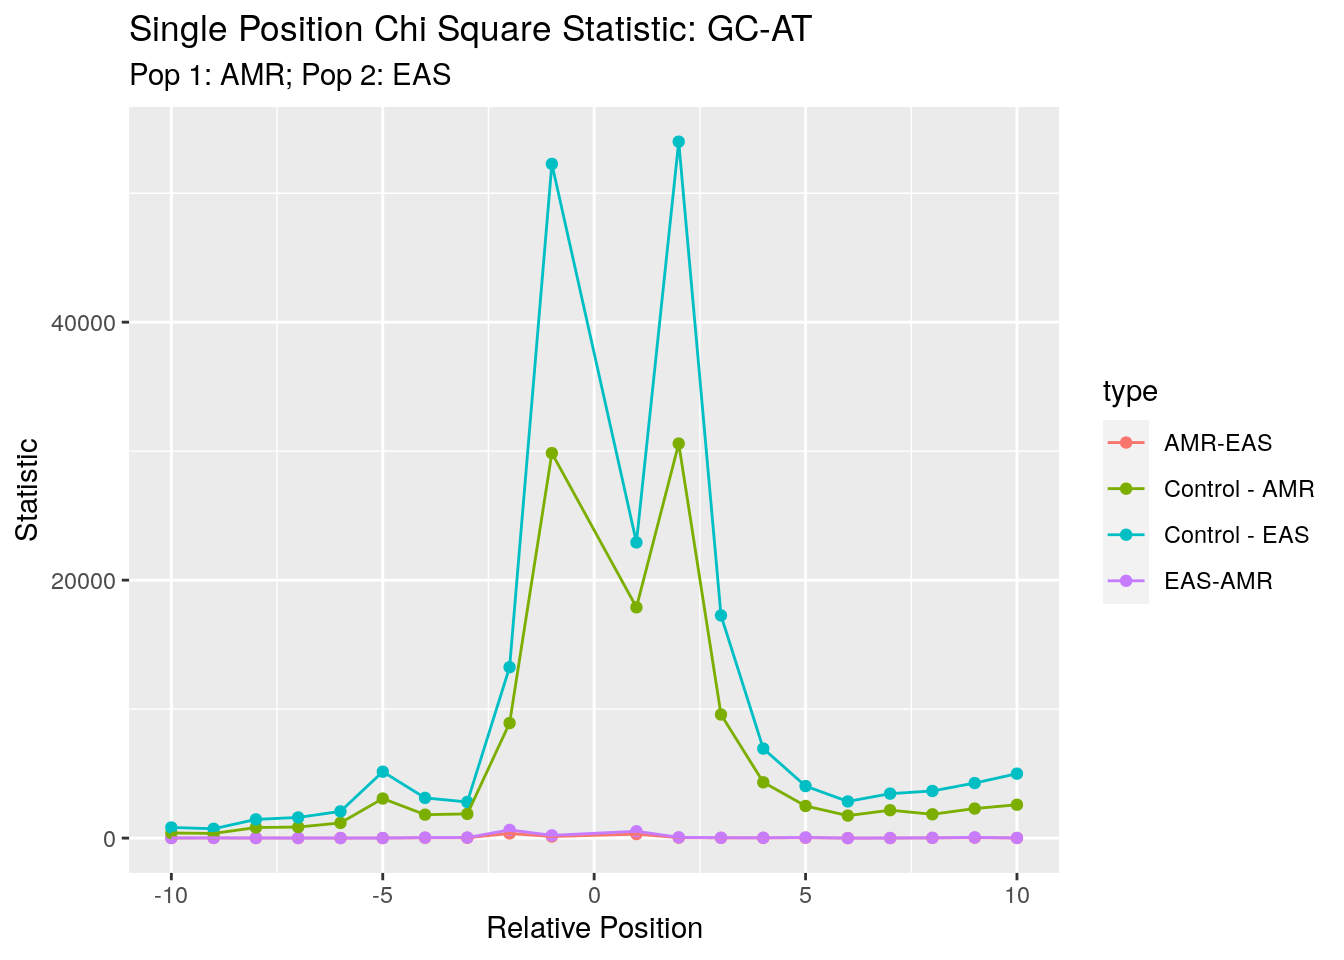 Single Position Chi Square Statistic: GC-AT
Pop 1: AMR; Pop 2: EAS
Statistic
40000
20000
0
-10
-5
0
5
10
Relative Position
type
AMR-EAS
Control - AMR
Control - EAS
EAS-AMR